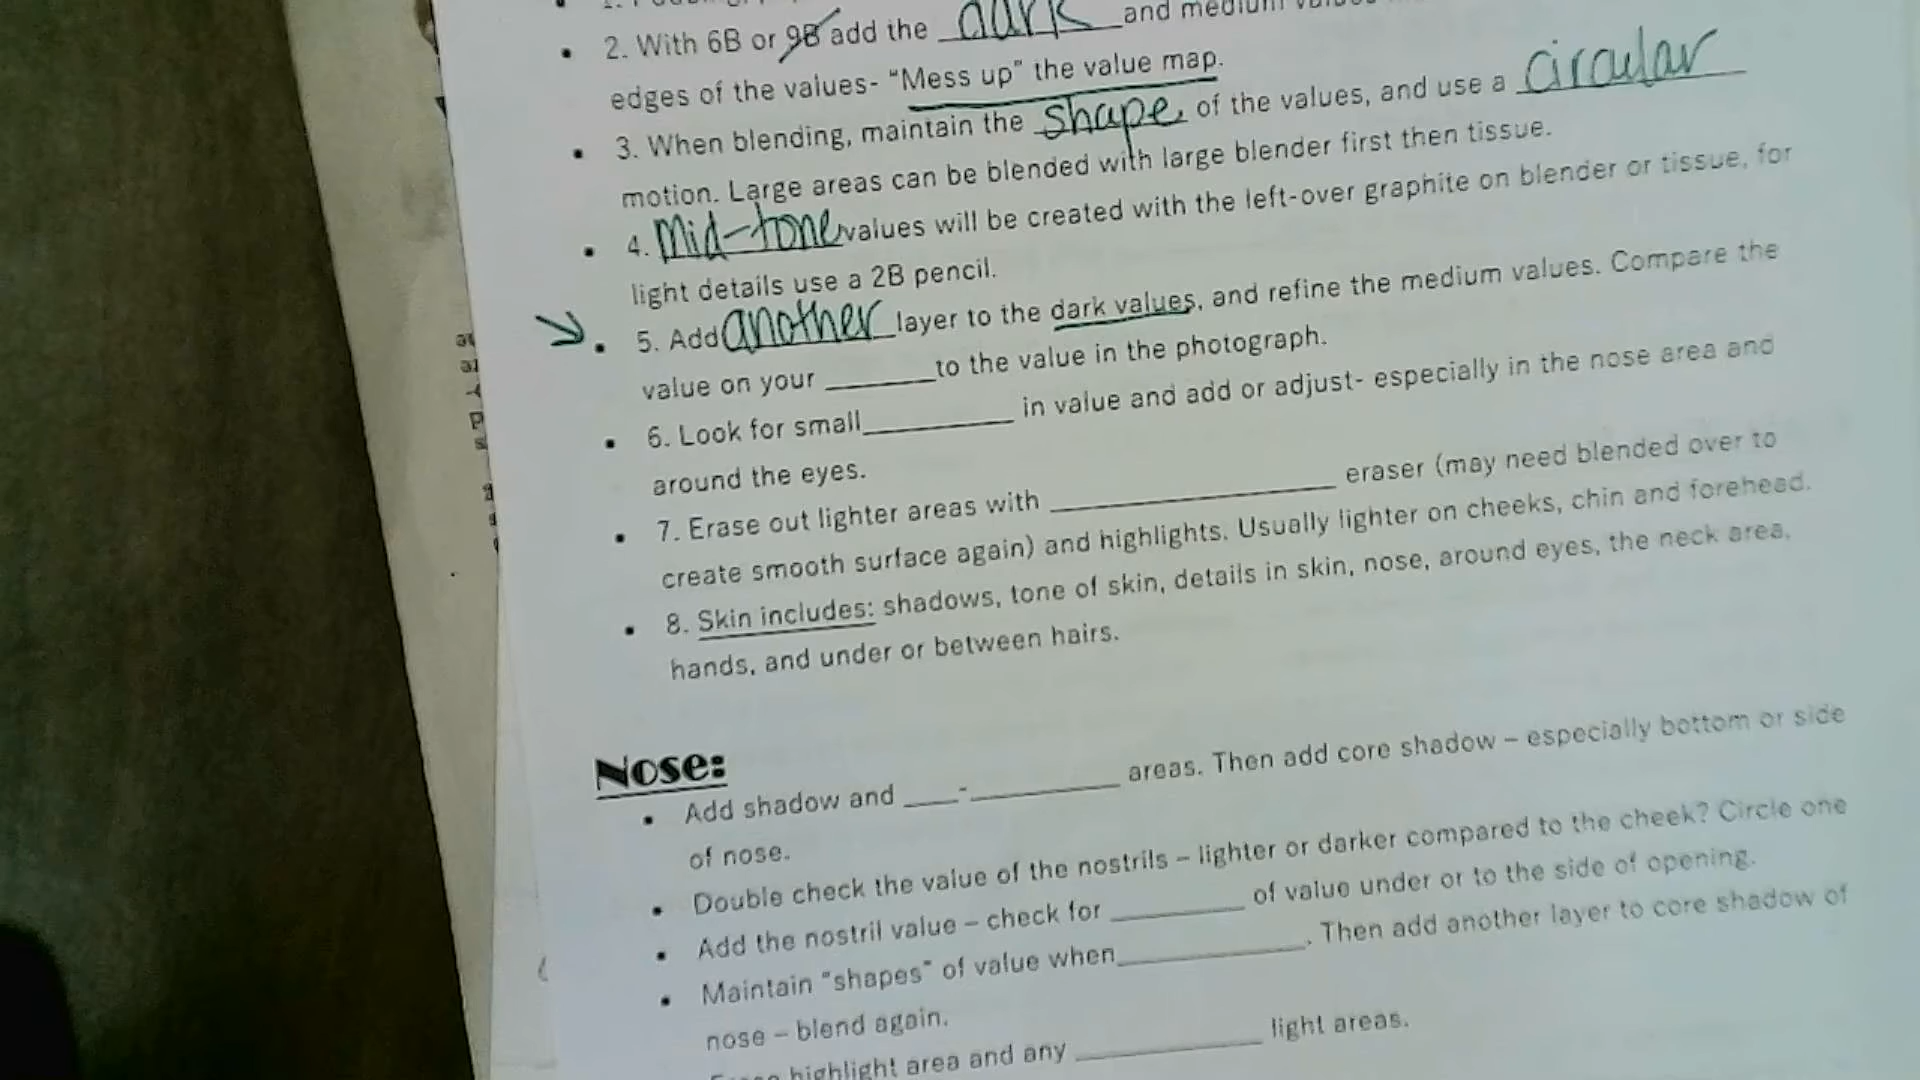 • 2. With 6B or 9B add the dark and medium
edges of the values- "Mess up" the value map.
• 3. When blending, maintain the shape of the values, and use a circular
motion. Large areas can be blended with large blender first then tissue.
• 4. Mid-tone values will be created with the left-over graphite on blender or tissue, for
light details use a 2B pencil.
• 5. Add another layer to the dark values, and refine the medium values. Compare the
value on your _______ to the value in the photograph.
• 6. Look for small __________ in value and add or adjust- especially in the nose area and
around the eyes.
• 7. Erase out lighter areas with ___________________ eraser (may need blended over to
create smooth surface again) and highlights. Usually lighter on cheeks, chin and forehead.
• 8. Skin includes: shadows, tone of skin, details in skin, nose, around eyes, the neck area,
hands, and under or between hairs.
Nose:
• Add shadow and ____-__________ areas. Then add core shadow – especially bottom or side
of nose.
• Double check the value of the nostrils – lighter or darker compared to the cheek? Circle one
• Add the nostril value – check for _________ of value under or to the side of opening.
• Maintain "shapes" of value when_____________. Then add another layer to core shadow of
nose – blend again.
highlight area and any _____________ light areas.